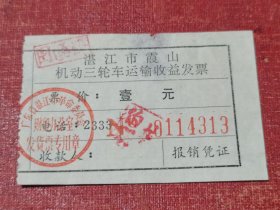 湛江市霞山
机动三轮车运输收益发票
票价：壹元
电话：2333
0114313
收款人：
报销凭证